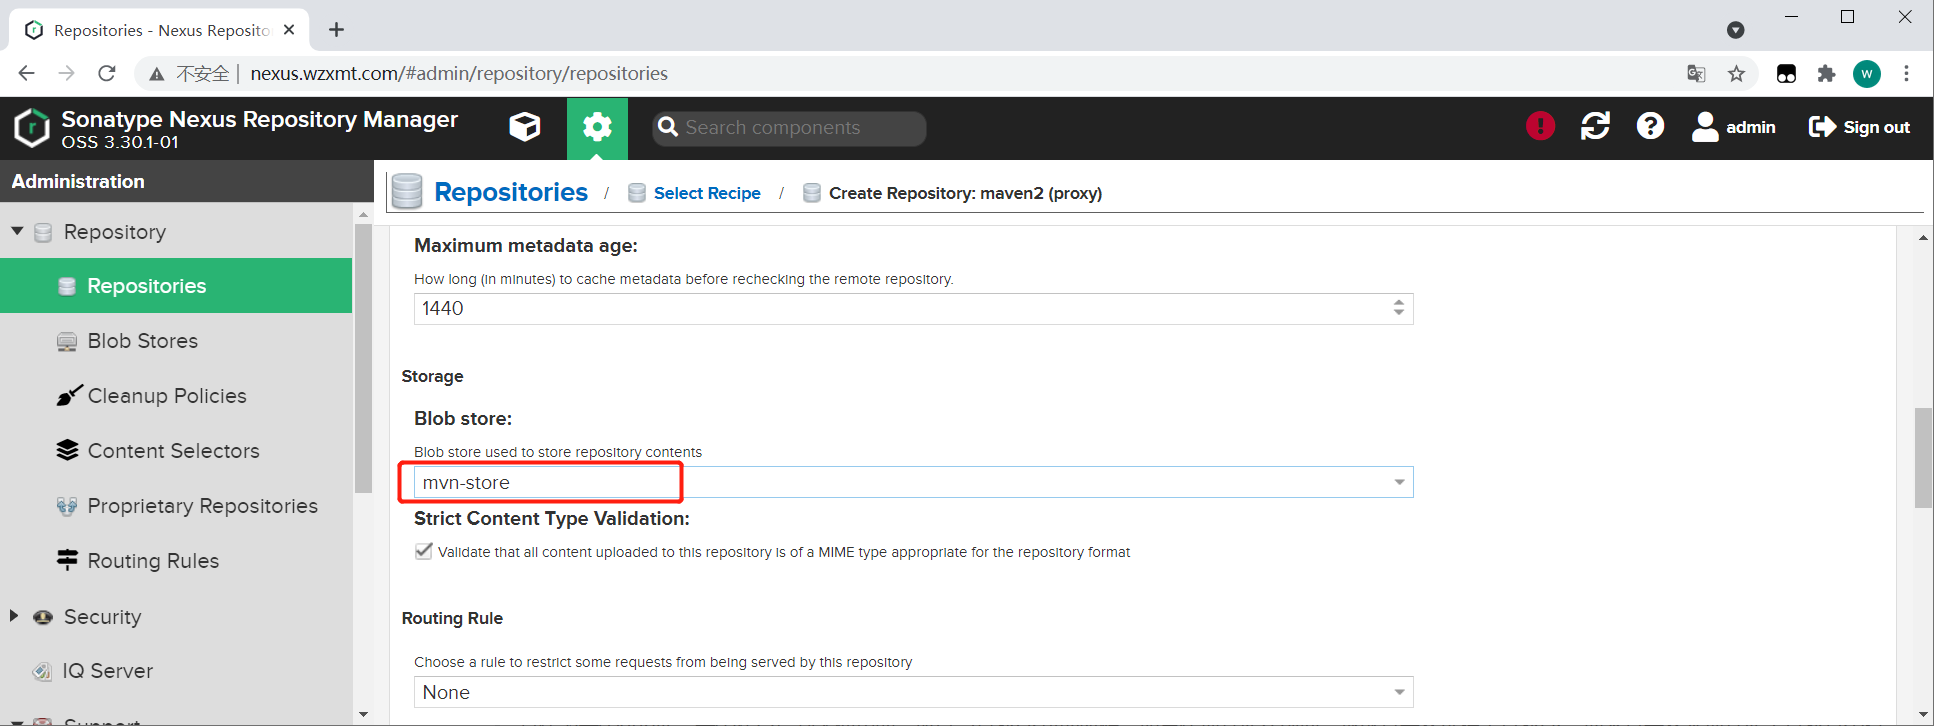 Repositories - Nexus Reposito
不安全 | nexus.wzxmt.com/#admin/repository/repositories
W
Sonatype Nexus Repository Manager
OSS 3.30.1-01
Search components
admin
Sign out
Administration
Repositories / Select Recipe / Create Repository: maven2 (proxy)
Repository
Repositories
Blob Stores
Cleanup Policies
Content Selectors
Proprietary Repositories
Routing Rules
Security
IQ Server
Support
Maximum metadata age:
How long (in minutes) to cache metadata before rechecking the remote repository.
1440
Storage
Blob store:
Blob store used to store repository contents
mvn-store
Strict Content Type Validation:
Validate that all content uploaded to this repository is of a MIME type appropriate for the repository format
Routing Rule
Choose a rule to restrict some requests from being served by this repository
None